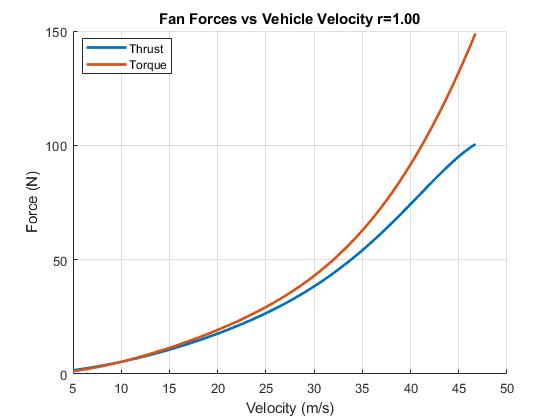 Fan Forces vs Vehicle Velocity r=1.00
Thrust
Torque
150
100
50
0
Force (N)
5 10 15 20 25 30 35 40 45 50
Velocity (m/s)